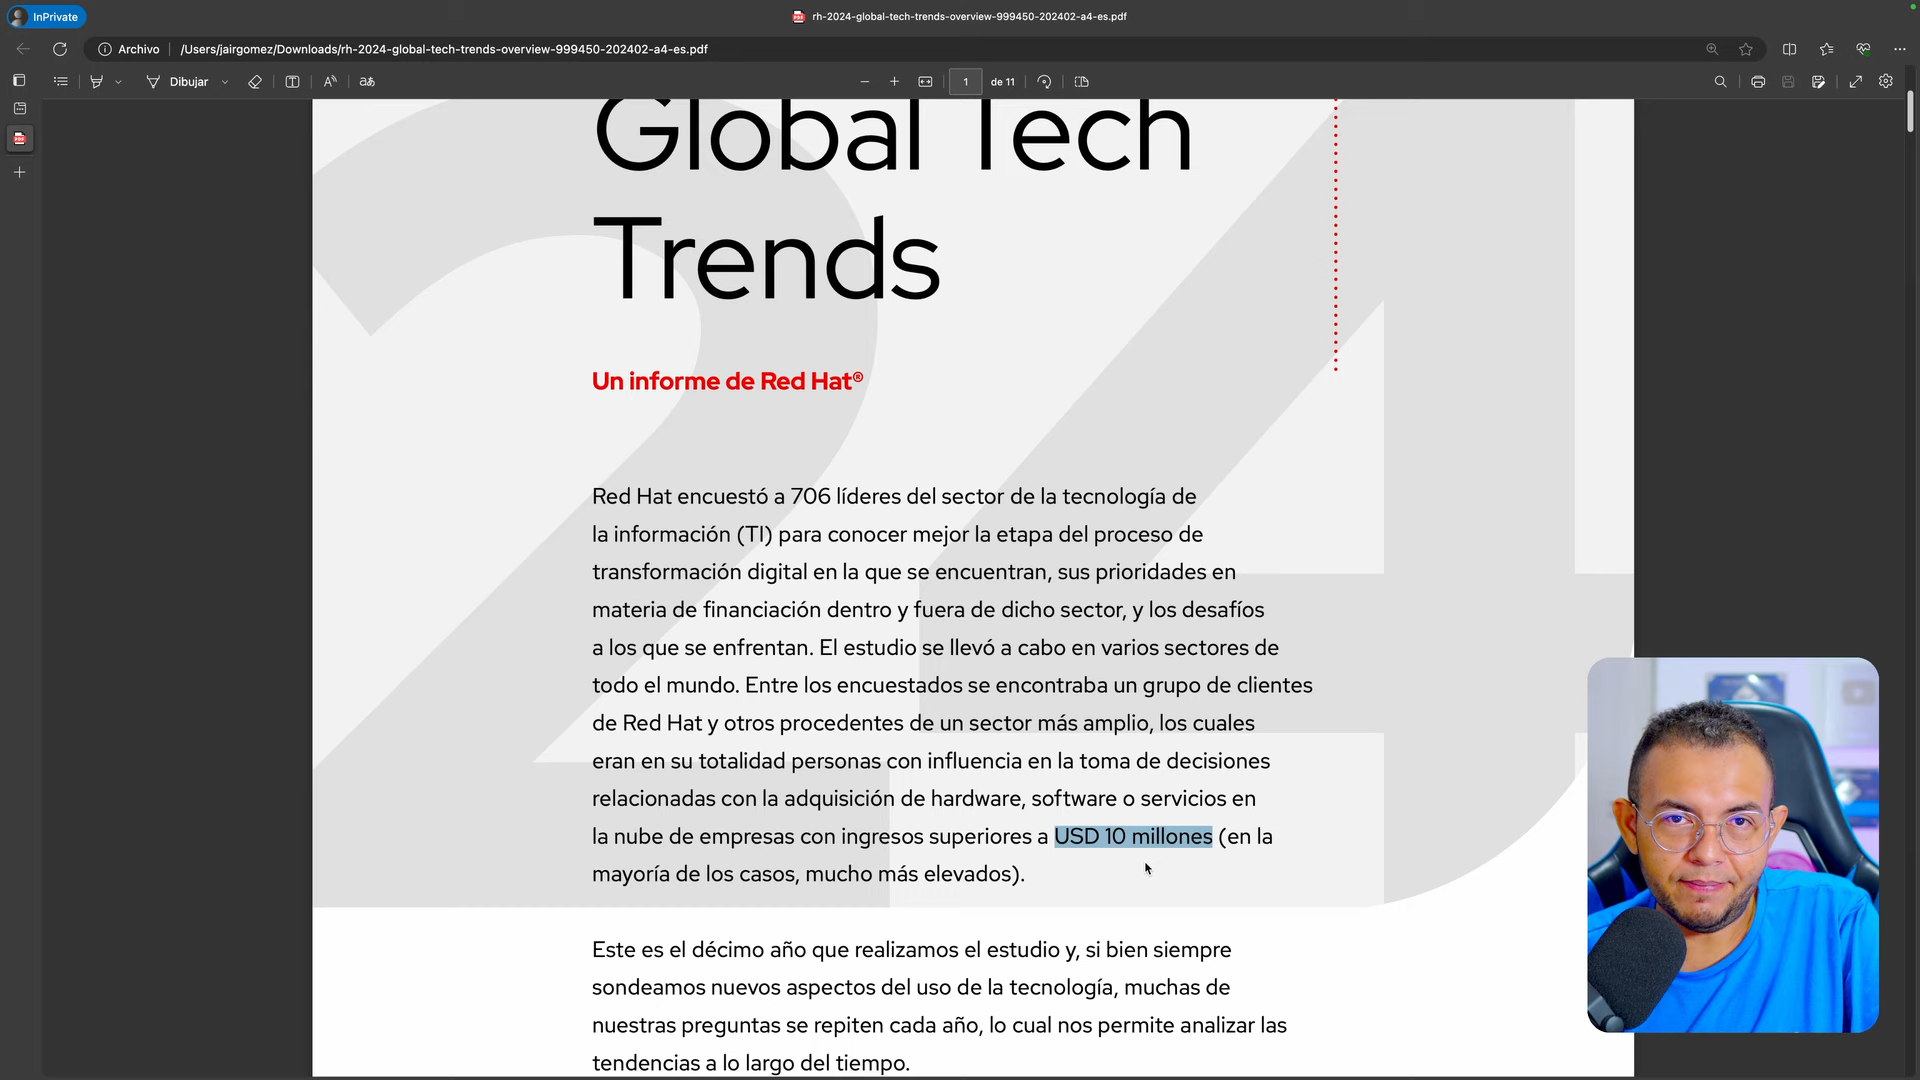 InPrivate
rh-2024-global-tech-trends-overview-999450-202402-a4-es.pdf
Archivo
/Users/jairgomez/Downloads/rh-2024-global-tech-trends-overview-999450-202402-a4-es.pdf
Dibujar
1
de 11
Global Tech
Trends
Un informe de Red Hat®
Red Hat encuestó a 706 líderes del sector de la tecnología de
la información (TI) para conocer mejor la etapa del proceso de
transformación digital en la que se encuentran, sus prioridades en
materia de financiación dentro y fuera de dicho sector, y los desafíos
a los que se enfrentan. El estudio se llevó a cabo en varios sectores de
todo el mundo. Entre los encuestados se encontraba un grupo de clientes
de Red Hat y otros procedentes de un sector más amplio, los cuales
eran en su totalidad personas con influencia en la toma de decisiones
relacionadas con la adquisición de hardware, software o servicios en
la nube de empresas con ingresos superiores a USD 10 millones (en la
mayoría de los casos, mucho más elevados).
Este es el décimo año que realizamos el estudio y, si bien siempre
sondeamos nuevos aspectos del uso de la tecnología, muchas de
nuestras preguntas se repiten cada año, lo cual nos permite analizar las
tendencias a lo largo del tiempo.